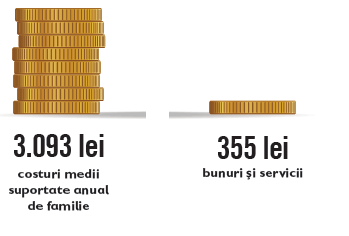 3.093 lei
costuri medii
suportate anual
de familie
355 lei
bunuri și servicii